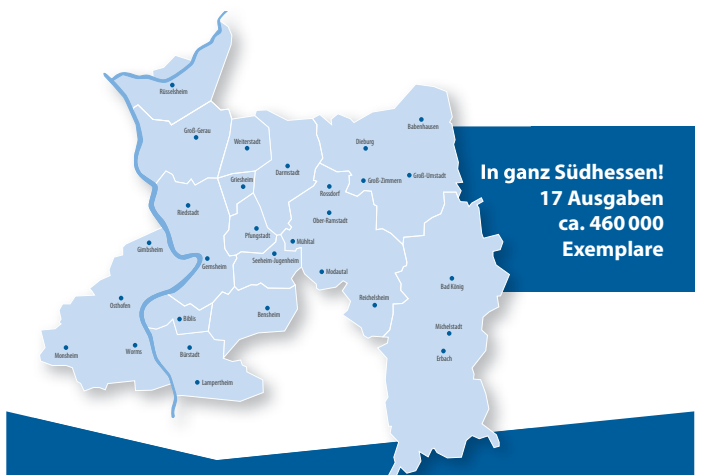 Rüsselsheim
Babenhausen
Groß-Gerau
Weiterstadt
Dieburg
Darmstadt
Griesheim
Groß-Zimmern
Groß-Umstadt
Rossdorf
Riedstadt
Ober-Ramstadt
Pfungstadt
Mühltal
Gimbsheim
Gernsheim
Seeheim-Jugenheim
Modautal
Bad König
Osthofen
Reichelsheim
Bensheim
Biblis
Michelstadt
Monsheim
Worms
Bürstadt
Erbach
Lampertheim
In ganz Südhessen!
17 Ausgaben
ca. 460 000
Exemplare